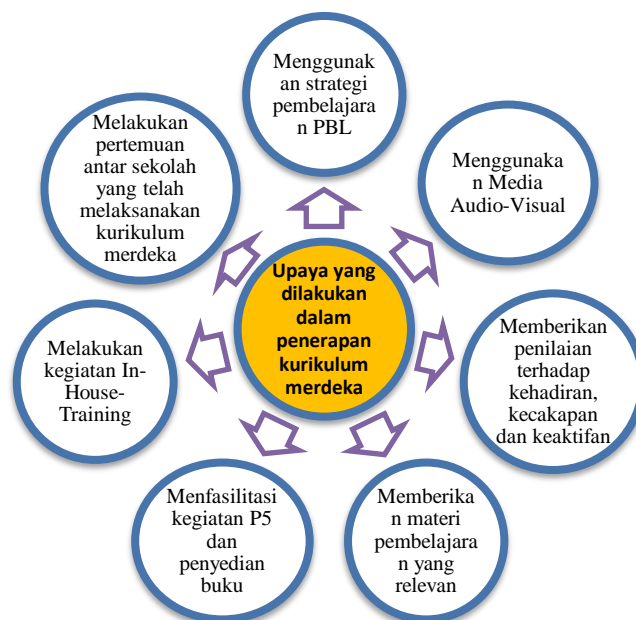 Menggunak
an strategi
pembelajara
n PBL
Menggunaka
n Media
Audio-Visual
Memberikan
penilaian
terhadap
kehadiran,
kecakapan
dan keaktifan
Memberika
n materi
pembelajara
n yang
relevan
Menfasilitasi
kegiatan P5
dan
penyedian
buku
Melakukan
kegiatan In-
House-
Training
Melakukan
pertemuan
antar sekolah
yang telah
melaksanakan
kurikulum
merdeka
Upaya yang
dilakukan
dalam
penerapan
kurikulum
merdeka